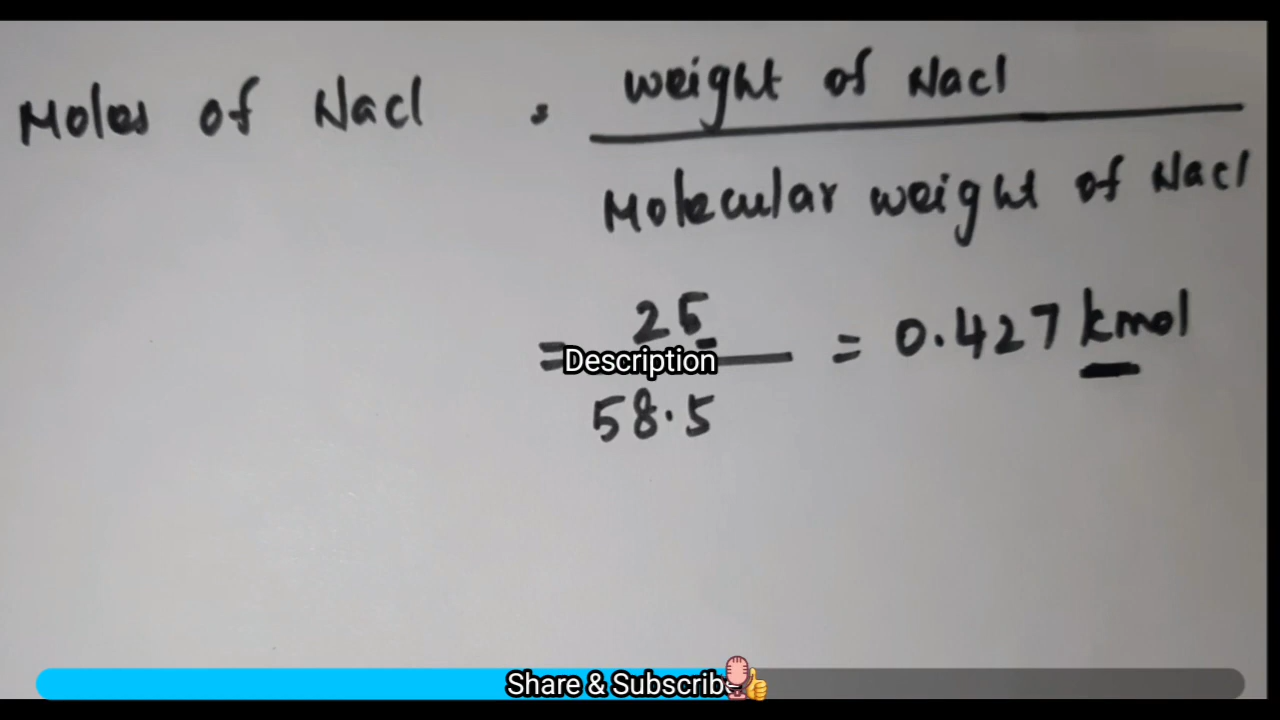 Moles of Nacl = weight of Nacl
Molecular weight of Nacl
= 25 = 0.427 kmol
Description
58.5
Share & Subscribe